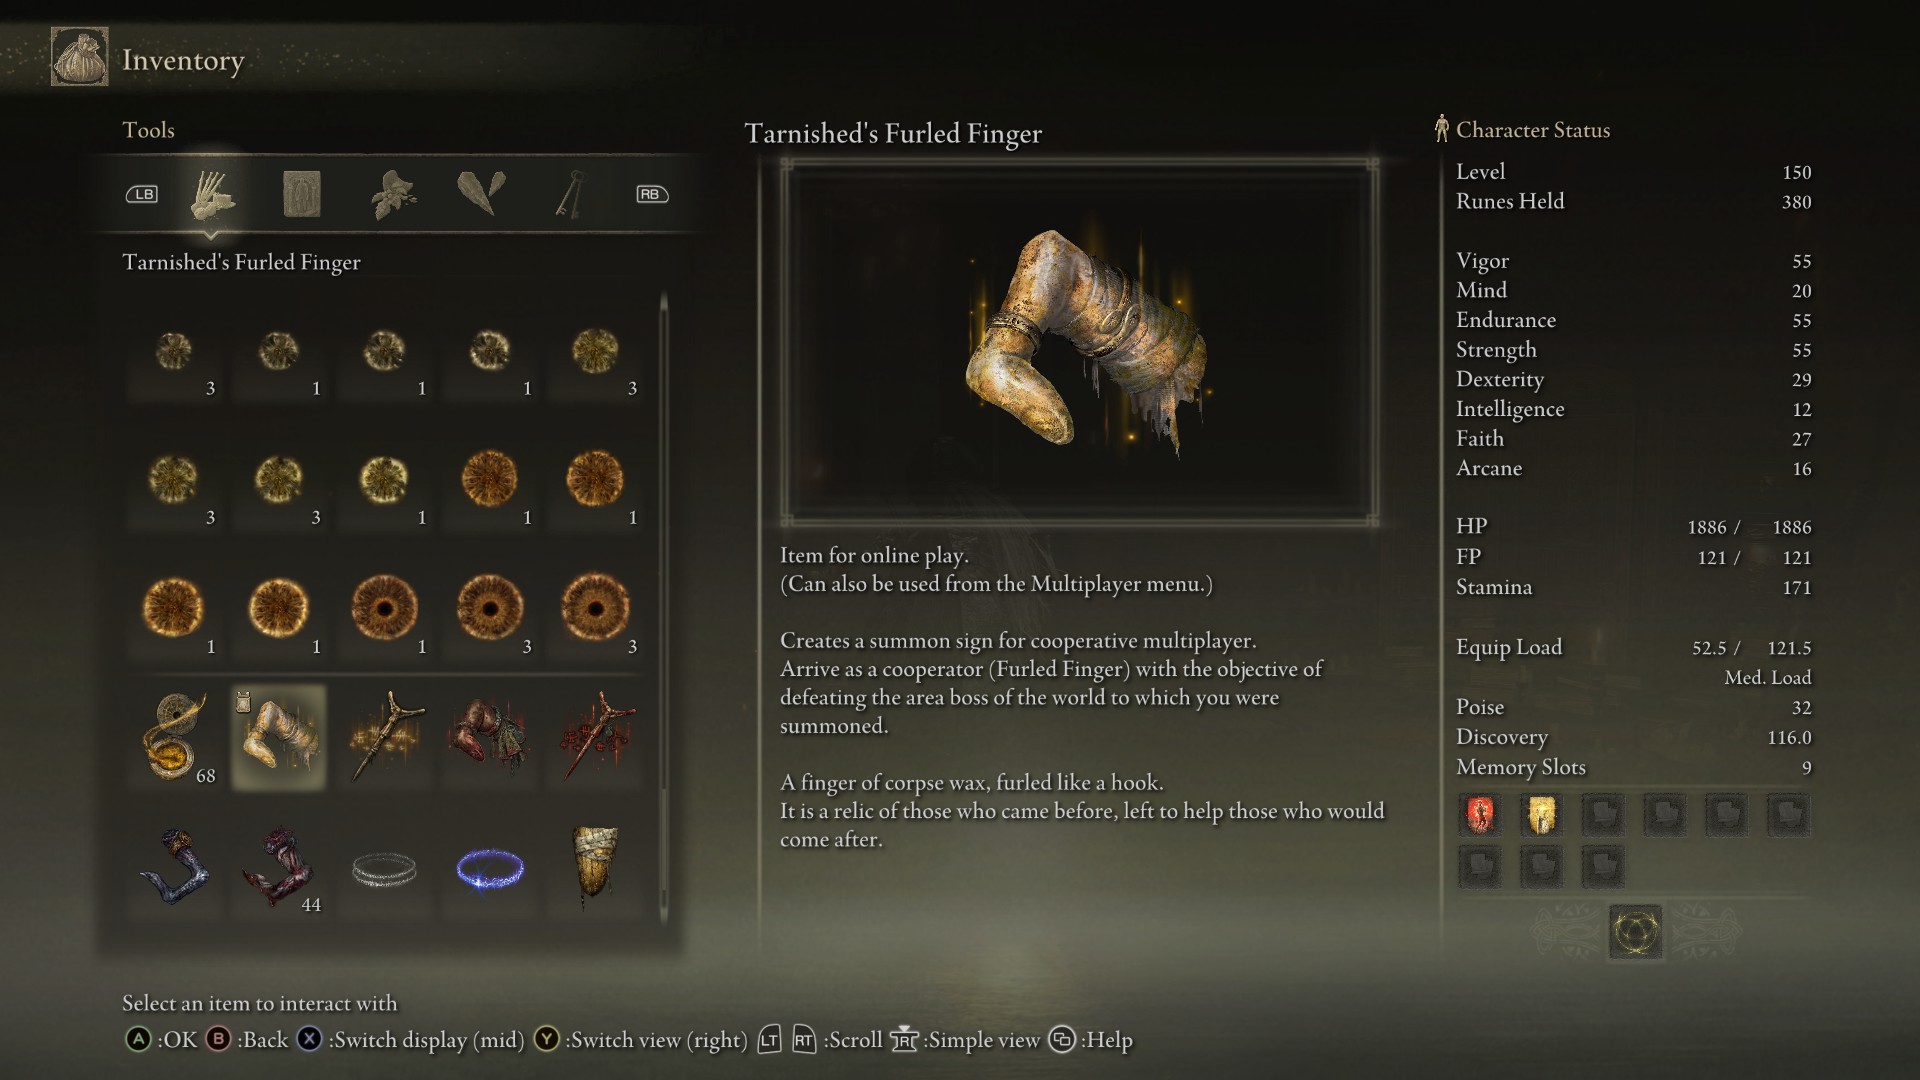 Inventory
Tools
LB
RB
Tarnished's Furled Finger
3 1 1 1 3
3 3 1 1 1
1 1 1 3 3
68
44
Select an item to interact with
A :OK B :Back X :Switch display (mid) Y :Switch view (right) LT RT :Scroll R :Simple view :Help
Tarnished's Furled Finger
Item for online play.
(Can also be used from the Multiplayer menu.)
Creates a summon sign for cooperative multiplayer.
Arrive as a cooperator (Furled Finger) with the objective of
defeating the area boss of the world to which you were
summoned.
A finger of corpse wax, furled like a hook.
It is a relic of those who came before, left to help those who would
come after.
Character Status
Level 150
Runes Held 380
Vigor 55
Mind 20
Endurance 55
Strength 55
Dexterity 29
Intelligence 12
Faith 27
Arcane 16
HP 1886 / 1886
FP 121 / 121
Stamina 171
Equip Load 52.5 / 121.5
Med. Load
Poise 32
Discovery 116.0
Memory Slots 9